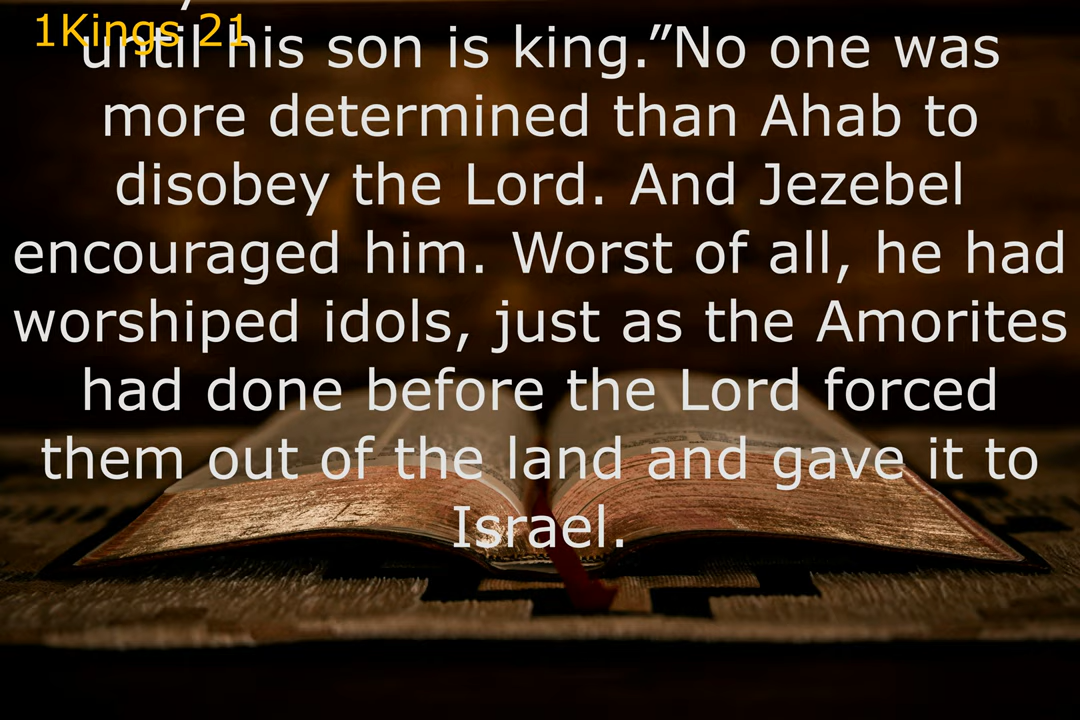 1Kings 21
until his son is king.”No one was
more determined than Ahab to
disobey the Lord. And Jezebel
encouraged him. Worst of all, he had
worshiped idols, just as the Amorites
had done before the Lord forced
them out of the land and gave it to
Israel.